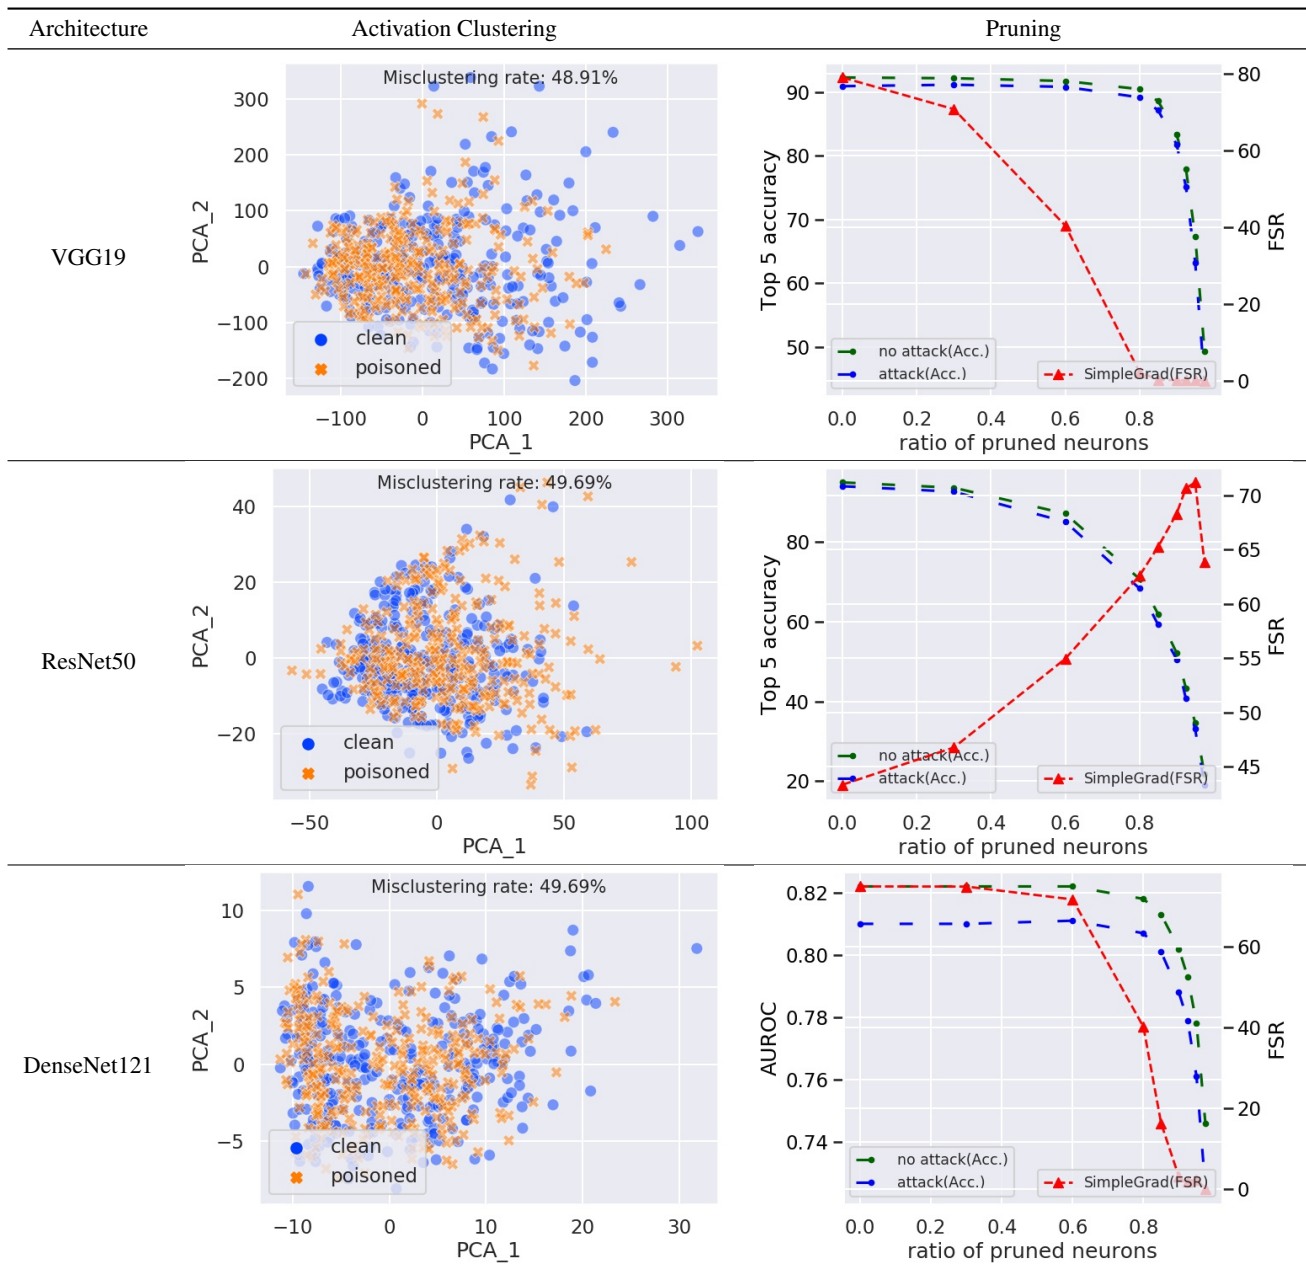 Architecture Activation Clustering Pruning
VGG19
Misclustering rate: 48.91%
PCA_2
300
200
100
0
−100
−200
clean
poisoned
−100 0 100 200 300
PCA_1
Top 5 accuracy
90
80
70
60
50
no attack(Acc.)
attack(Acc.)
SimpleGrad(FSR)
80
60
40
20
0
FSR
0.0 0.2 0.4 0.6 0.8
ratio of pruned neurons
ResNet50
Misclustering rate: 49.69%
PCA_2
40
20
0
−20
clean
poisoned
−50 0 50 100
PCA_1
Top 5 accuracy
80
60
40
20
no attack(Acc.)
attack(Acc.)
SimpleGrad(FSR)
70
65
60
55
50
45
FSR
0.0 0.2 0.4 0.6 0.8
ratio of pruned neurons
DenseNet121
Misclustering rate: 49.69%
PCA_2
10
5
0
−5
clean
poisoned
−10 0 10 20 30
PCA_1
AUROC
0.82
0.80
0.78
0.76
0.74
no attack(Acc.)
attack(Acc.)
SimpleGrad(FSR)
60
40
20
0
FSR
0.0 0.2 0.4 0.6 0.8
ratio of pruned neurons